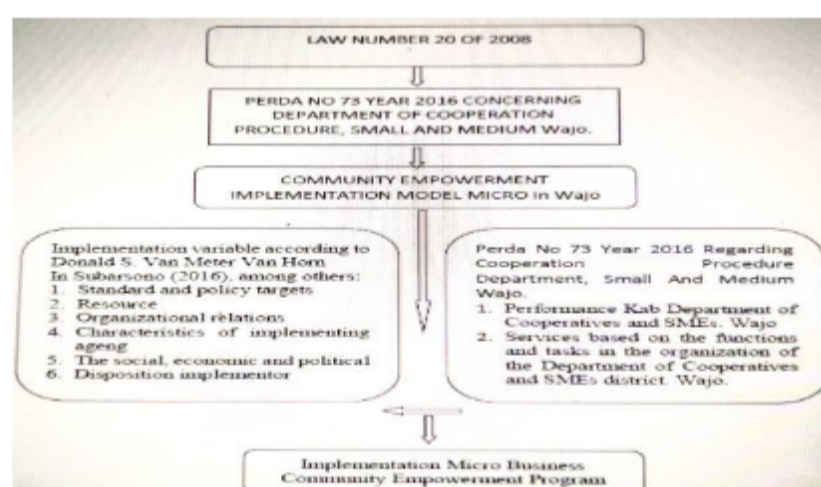 LAW NUMBER 20 OF 2008
PERDA NO 73 YEAR 2016 CONCERNING
DEPARTMENT OF COOPERATION
PROCEDURE, SMALL AND MEDIUM Wajo.
COMMUNITY EMPOWERMENT
IMPLEMENTATION MODEL MICRO in Wajo
Implementation variable according to
Donald S. Van Meter Van Horn
In Subarsono (2016), among others:
1. Standard and policy targets
2. Resource
3. Organizational relations
4. Characteristics of implementing
ageng
5. The social, economic and political
6. Disposition implementor
Perda No 73 Year 2016 Regarding
Cooperation Procedure
Department, Small And Medium
Wajo.
1. Performance Kab Department of
Cooperatives and SMEs. Wajo
2. Services based on the functions
and tasks in the organization of
the Department of Cooperatives
and SMEs district. Wajo.
Implementation Micro Business
Community Empowerment Program